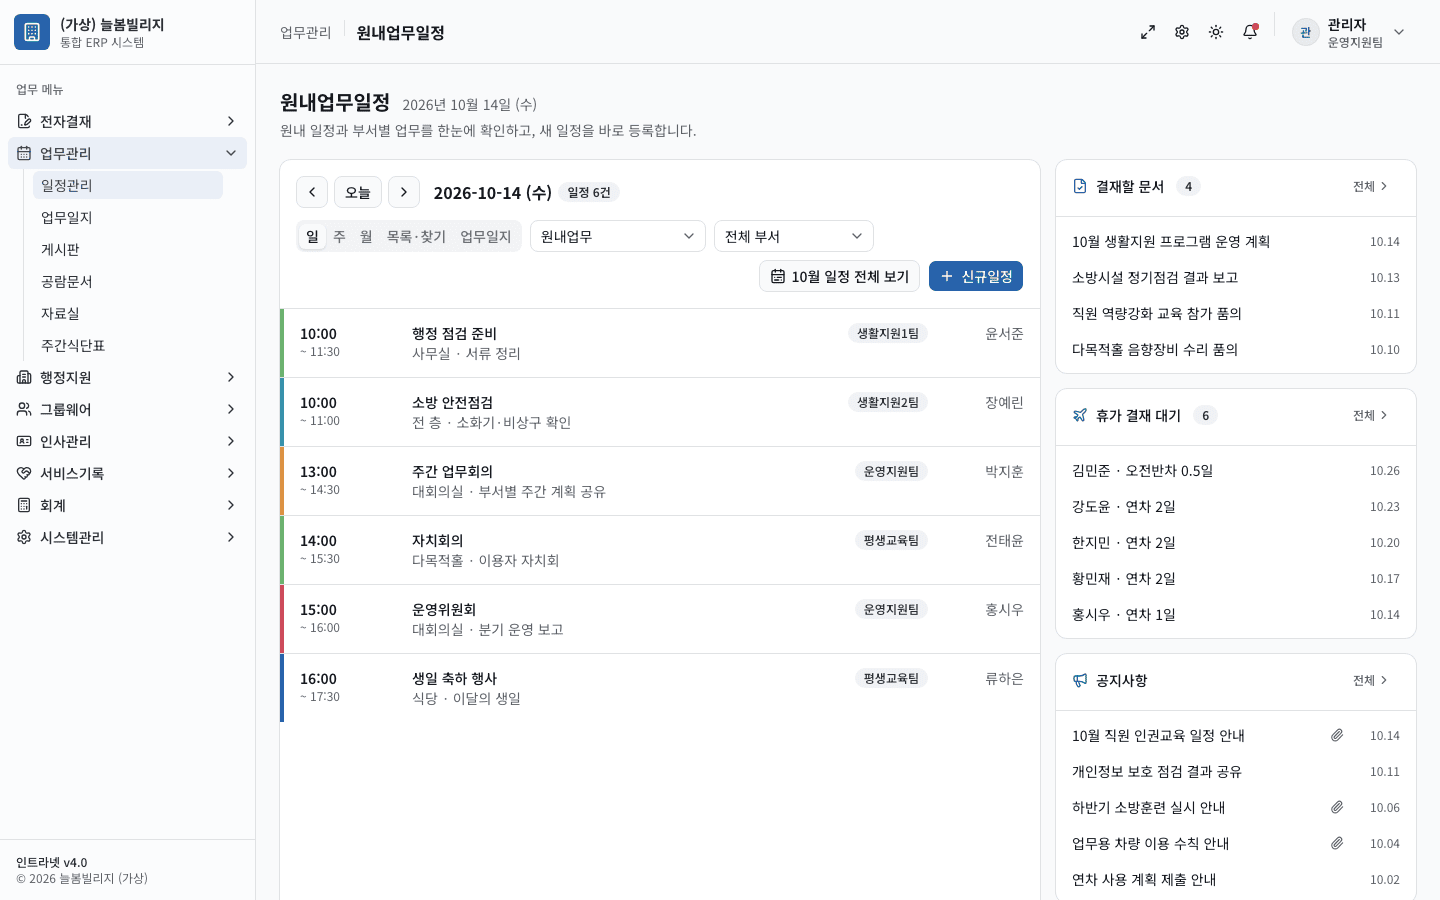 (가상) 늘봄빌리지
통합 ERP 시스템
업무 메뉴
전자결재
업무관리
일정관리
업무일지
게시판
공람문서
자료실
주간식단표
행정지원
그룹웨어
인사관리
서비스기록
회계
시스템관리
인트라넷 v4.0
© 2026 늘봄빌리지 (가상)
업무관리 원내업무일정
관 관리자
운영지원팀
원내업무일정 2026년 10월 14일 (수)
원내 일정과 부서별 업무를 한눈에 확인하고, 새 일정을 바로 등록합니다.
오늘 2026-10-14 (수) 일정 6건
일 주 월 목록·찾기 업무일지 원내업무 전체 부서
10월 일정 전체 보기 신규일정
10:00 행정 점검 준비 생활지원1팀 윤서준
~ 11:30 사무실 · 서류 정리
10:00 소방 안전점검 생활지원2팀 장예린
~ 11:00 전 층 · 소화기·비상구 확인
13:00 주간 업무회의 운영지원팀 박지훈
~ 14:30 대회의실 · 부서별 주간 계획 공유
14:00 자치회의 평생교육팀 전태윤
~ 15:30 다목적홀 · 이용자 자치회
15:00 운영위원회 운영지원팀 홍시우
~ 16:00 대회의실 · 분기 운영 보고
16:00 생일 축하 행사 평생교육팀 류하은
~ 17:30 식당 · 이달의 생일
결재할 문서 4 전체
10월 생활지원 프로그램 운영 계획 10.14
소방시설 정기점검 결과 보고 10.13
직원 역량강화 교육 참가 품의 10.11
다목적홀 음향장비 수리 품의 10.10
휴가 결재 대기 6 전체
김민준 · 오전반차 0.5일 10.26
강도윤 · 연차 2일 10.23
한지민 · 연차 2일 10.20
황민재 · 연차 2일 10.17
홍시우 · 연차 1일 10.14
공지사항 전체
10월 직원 인권교육 일정 안내 10.14
개인정보 보호 점검 결과 공유 10.11
하반기 소방훈련 실시 안내 10.06
업무용 차량 이용 수칙 안내 10.04
연차 사용 계획 제출 안내 10.02